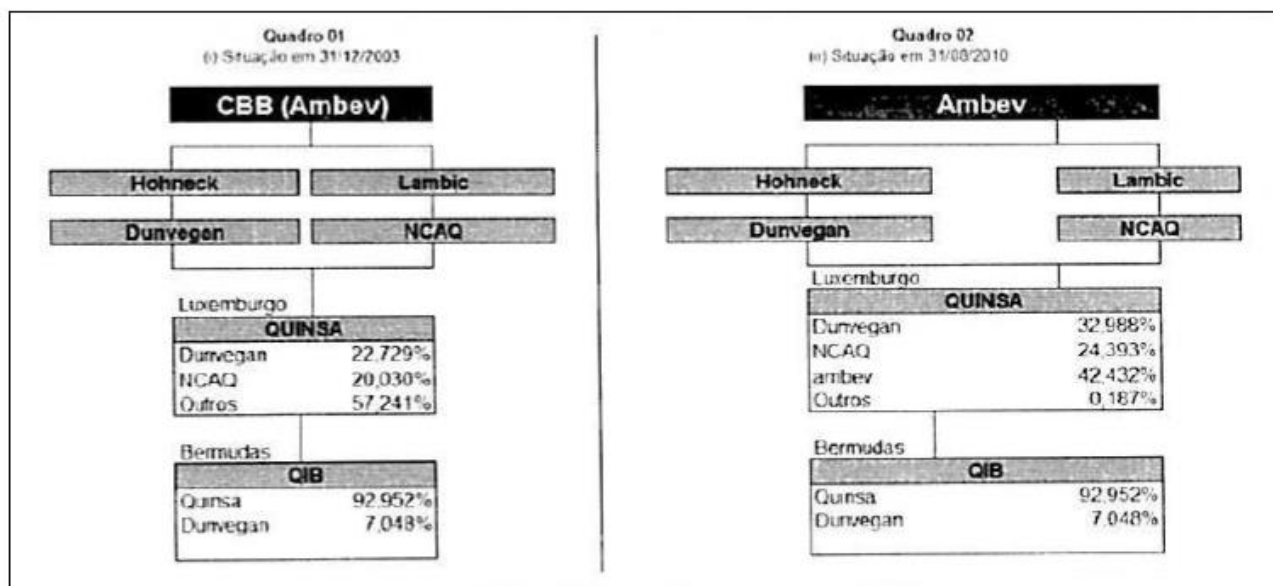 Quadro 01
(i) Situação em 31/12/2003
CBB (Ambev)
Hohneck Lambic
Dunvegan NCAQ
Luxemburgo
QUINSA
Dunvegan 22,729%
NCAQ 20,030%
Outros 57,241%
Bermudas
QIB
Quinsa 92,952%
Dunvegan 7,048%
Quadro 02
(ii) Situação em 31/08/2010
Ambev
Hohneck Lambic
Dunvegan NCAQ
Luxemburgo
QUINSA
Dunvegan 32,988%
NCAQ 24,393%
ambev 42,432%
Outros 0,187%
Bermudas
QIB
Quinsa 92,952%
Dunvegan 7,048%